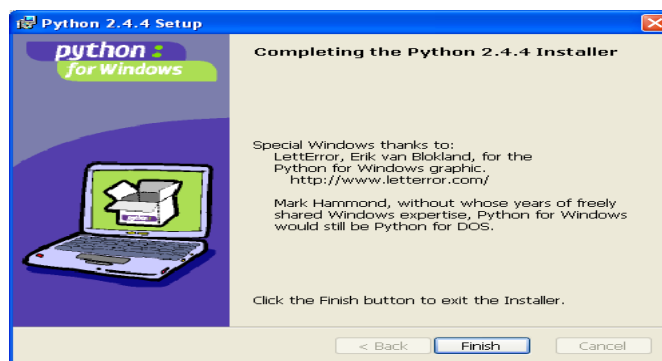 Python 2.4.4 Setup
python
for Windows
Completing the Python 2.4.4 Installer
Special Windows thanks to:
LettError, Erik van Blokland, for the
Python for Windows graphic.
http://www.letterror.com/
Mark Hammond, without whose years of freely
shared Windows expertise, Python for Windows
would still be Python for DOS.
Click the Finish button to exit the Installer.
< Back
Finish
Cancel